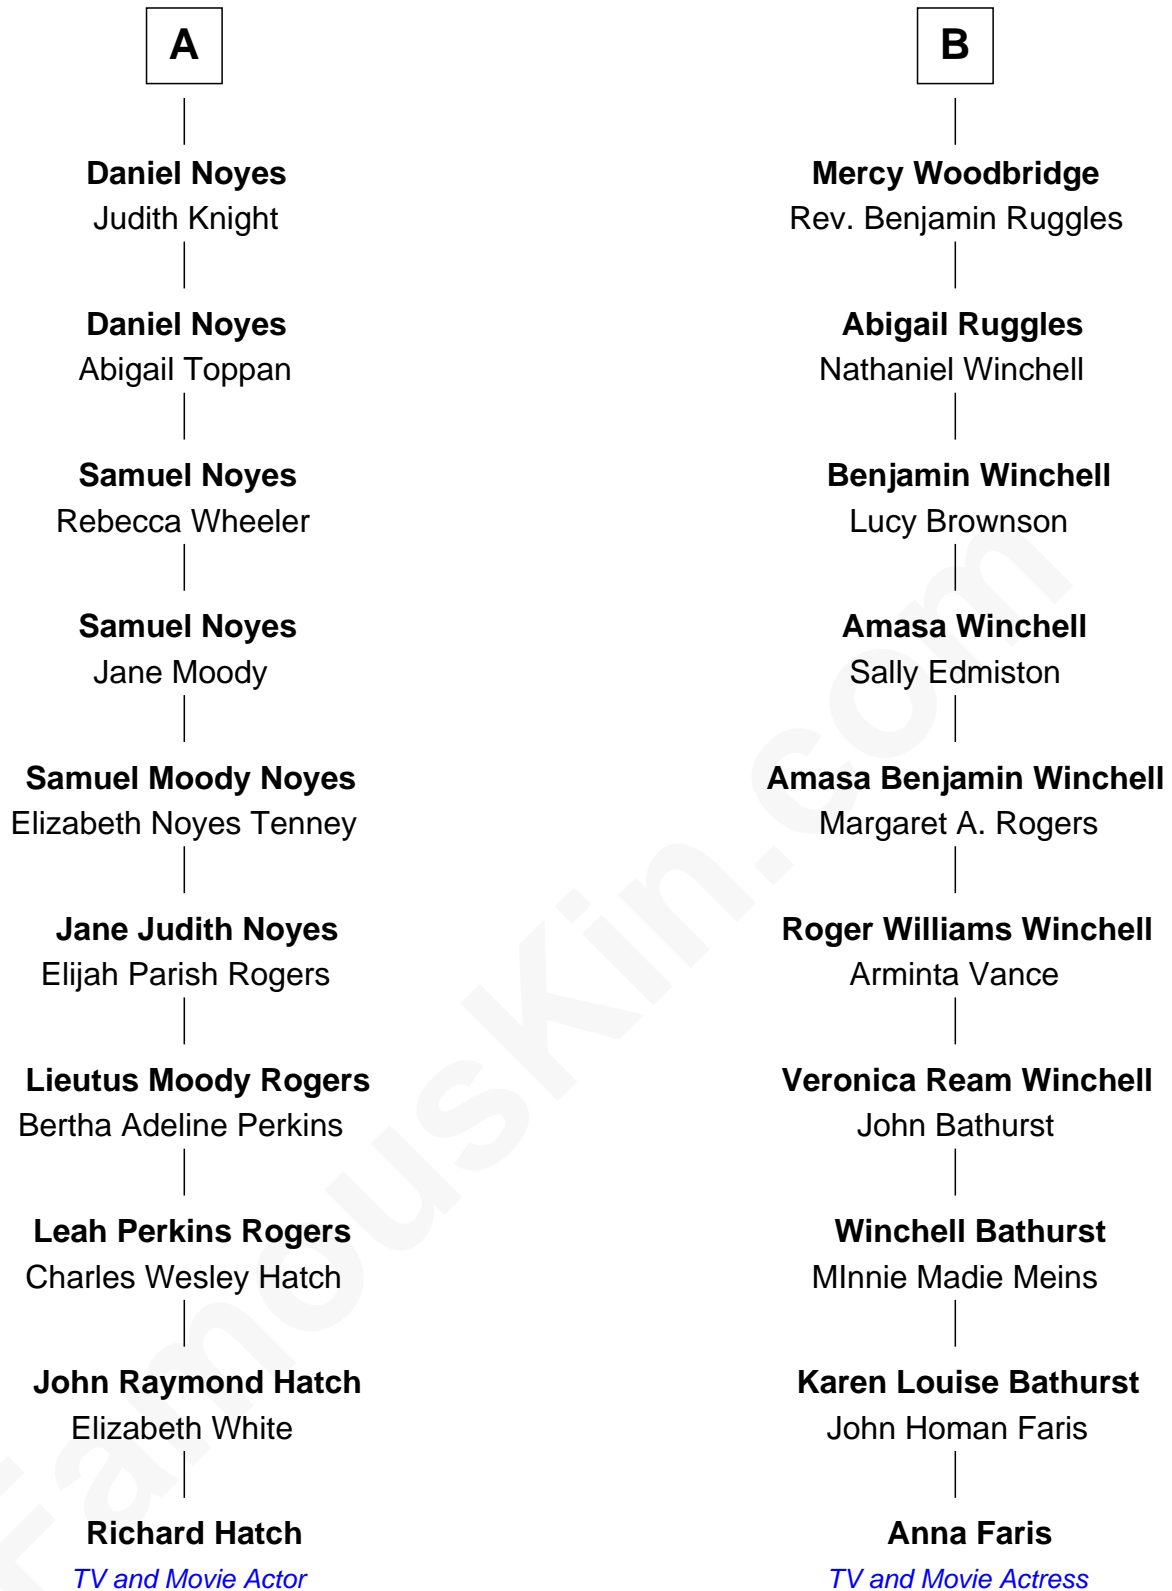 A
Daniel Noyes
Judith Knight
Daniel Noyes
Abigail Toppan
Samuel Noyes
Rebecca Wheeler
Samuel Noyes
Jane Moody
Samuel Moody Noyes
Elizabeth Noyes Tenney
Jane Judith Noyes
Elijah Parish Rogers
Lieutus Moody Rogers
Bertha Adeline Perkins
Leah Perkins Rogers
Charles Wesley Hatch
John Raymond Hatch
Elizabeth White
Richard Hatch
TV and Movie Actor
B
Mercy Woodbridge
Rev. Benjamin Ruggles
Abigail Ruggles
Nathaniel Winchell
Benjamin Winchell
Lucy Brownson
Amasa Winchell
Sally Edmiston
Amasa Benjamin Winchell
Margaret A. Rogers
Roger Williams Winchell
Arminta Vance
Veronica Ream Winchell
John Bathurst
Winchell Bathurst
MInnie Madie Meins
Karen Louise Bathurst
John Homan Faris
Anna Faris
TV and Movie Actress
FamousKin.com